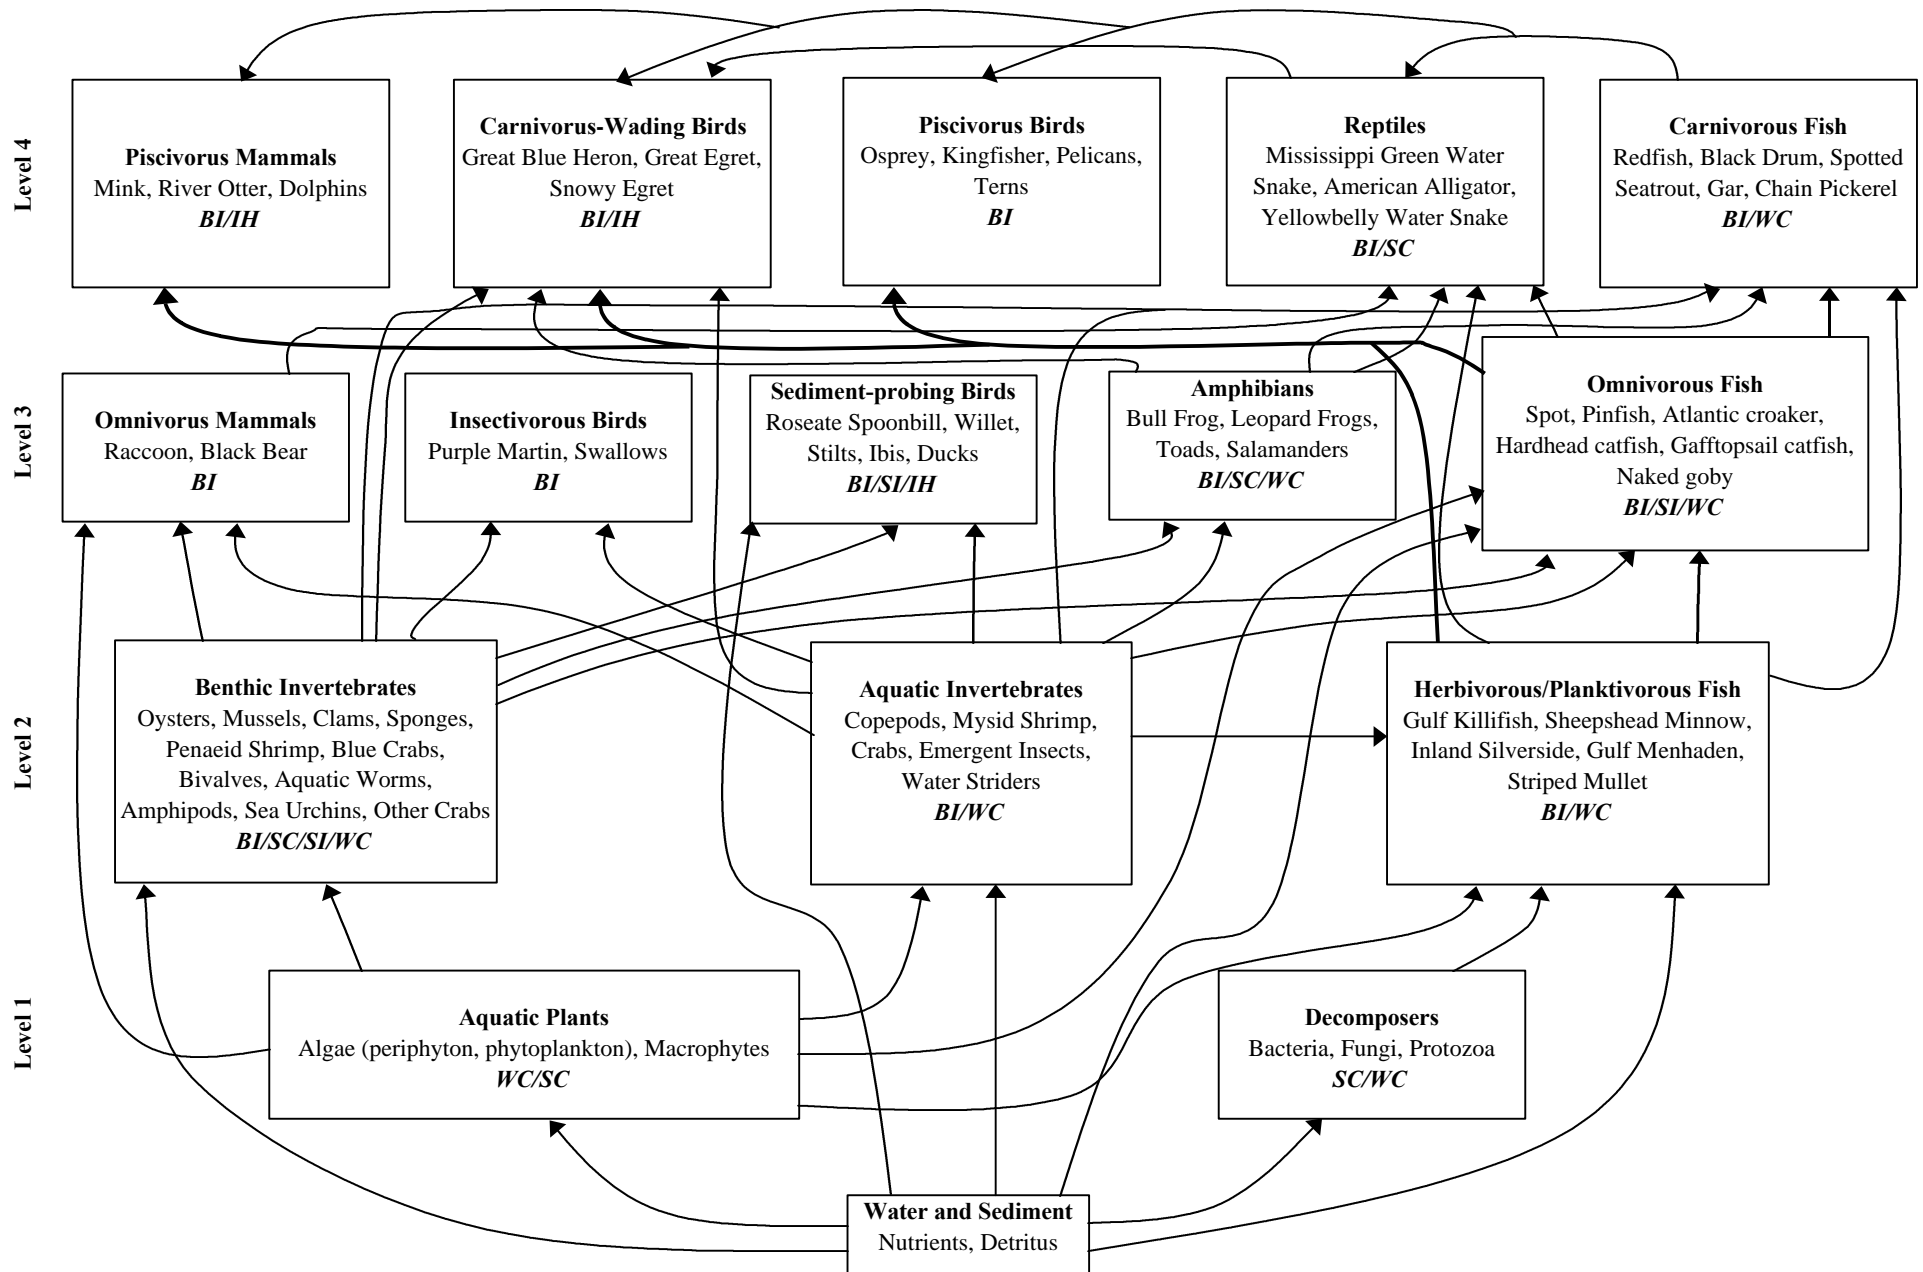 Level 4
Piscivorus Mammals
Mink, River Otter, Dolphins
BI/IH
Carnivorus-Wading Birds
Great Blue Heron, Great Egret,
Snowy Egret
BI/IH
Piscivorus Birds
Osprey, Kingfisher, Pelicans,
Terns
BI
Reptiles
Mississippi Green Water
Snake, American Alligator,
Yellowbelly Water Snake
BI/SC
Carnivorous Fish
Redfish, Black Drum, Spotted
Seatrout, Gar, Chain Pickerel
BI/WC
Level 3
Omnivorus Mammals
Raccoon, Black Bear
BI
Insectivorous Birds
Purple Martin, Swallows
BI
Sediment-probing Birds
Roseate Spoonbill, Willet,
Stilts, Ibis, Ducks
BI/SI/IH
Amphibians
Bull Frog, Leopard Frogs,
Toads, Salamanders
BI/SC/WC
Omnivorous Fish
Spot, Pinfish, Atlantic croaker,
Hardhead catfish, Gafftopsail catfish,
Naked goby
BI/SI/WC
Level 2
Benthic Invertebrates
Oysters, Mussels, Clams, Sponges,
Penaeid Shrimp, Blue Crabs,
Bivalves, Aquatic Worms,
Amphipods, Sea Urchins, Other Crabs
BI/SC/SI/WC
Aquatic Invertebrates
Copepods, Mysid Shrimp,
Crabs, Emergent Insects,
Water Striders
BI/WC
Herbivorous/Planktivorous Fish
Gulf Killifish, Sheepshead Minnow,
Inland Silverside, Gulf Menhaden,
Striped Mullet
BI/WC
Level 1
Aquatic Plants
Algae (periphyton, phytoplankton), Macrophytes
WC/SC
Decomposers
Bacteria, Fungi, Protozoa
SC/WC
Water and Sediment
Nutrients, Detritus